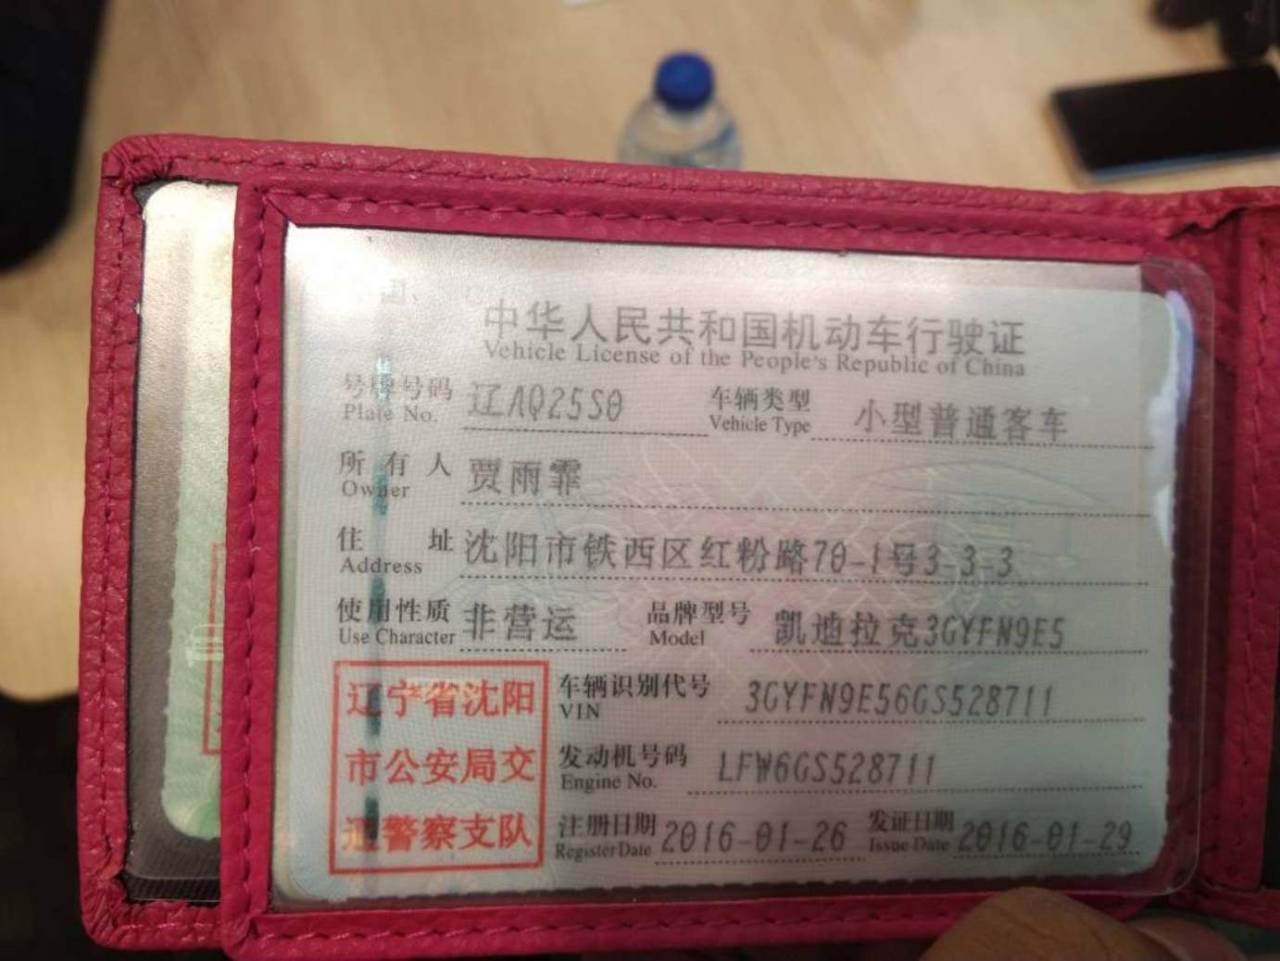 中华人民共和国机动车行驶证
Vehicle License of the People's Republic of China
号牌号码 辽AQ25S0 车辆类型 小型普通客车
Plate No. Vehicle Type
所有人 贾雨霏
Owner
住址 沈阳市铁西区红粉路70-1号3-3-3
Address
使用性质 非营运 品牌型号 凯迪拉克3GYFN9E5
Use Character Model
辽宁省沈阳
市公安局交
通警察支队
车辆识别代号 3GYFN9E56GS528711
VIN
发动机号码 LFW6GS528711
Engine No.
注册日期 2016-01-26 发证日期 2016-01-29
Register Date Issue Date